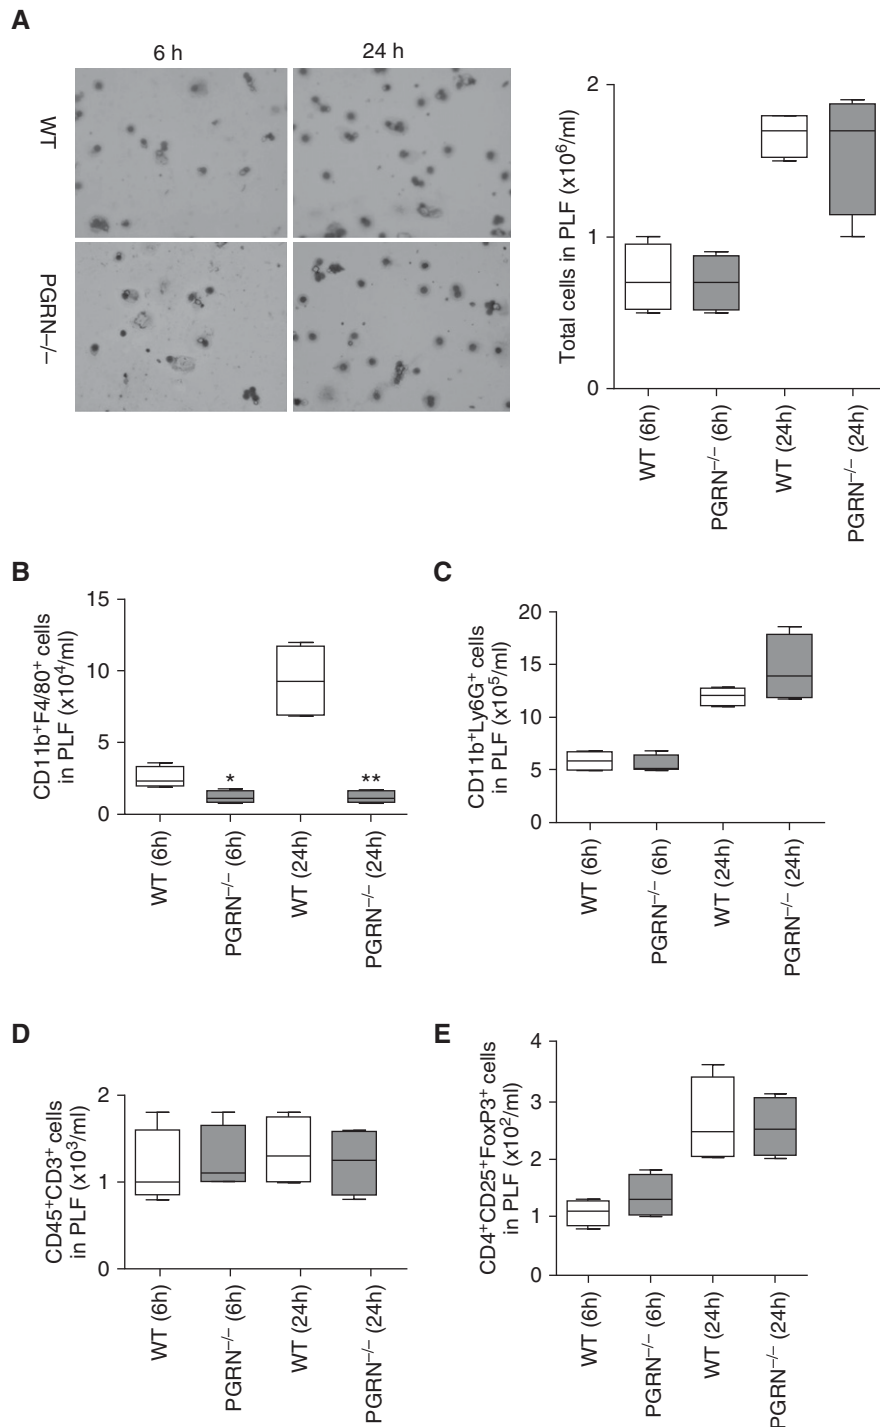 A
6 h
24 h
WT
PGRN–/–
Total cells in PLF (x10⁶/ml)
2
1
0
WT (6h)
PGRN⁻/⁻ (6h)
WT (24h)
PGRN⁻/⁻ (24h)
B
CD11b⁺F4/80⁺ cells
in PLF (x10⁴/ml)
15
10
5
0
*
**
WT (6h)
PGRN⁻/⁻ (6h)
WT (24h)
PGRN⁻/⁻ (24h)
C
CD11b⁺Ly6G⁺ cells
in PLF (x10⁵/ml)
20
15
10
5
0
WT (6h)
PGRN⁻/⁻ (6h)
WT (24h)
PGRN⁻/⁻ (24h)
D
CD45⁺CD3⁺ cells
in PLF (x10³/ml)
2
1
0
WT (6h)
PGRN⁻/⁻ (6h)
WT (24h)
PGRN⁻/⁻ (24h)
E
CD4⁺CD25⁺FoxP3⁺ cells
in PLF (x10²/ml)
4
3
2
1
0
WT (6h)
PGRN⁻/⁻ (6h)
WT (24h)
PGRN⁻/⁻ (24h)